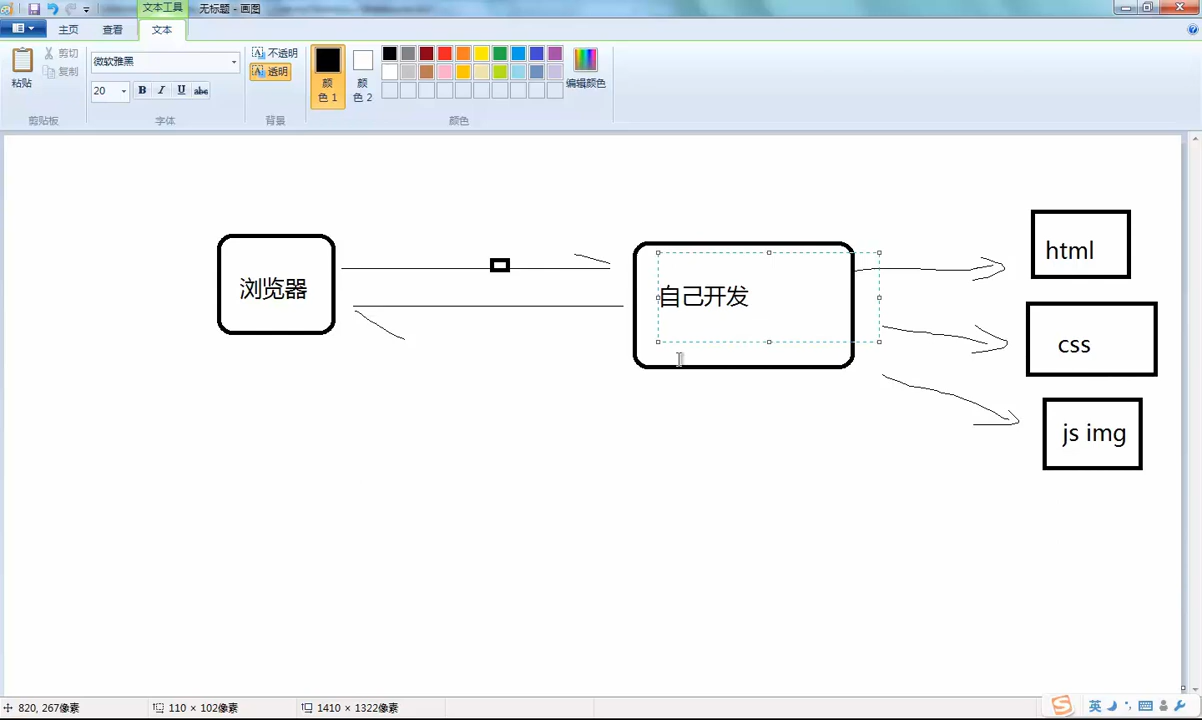 文本工具
无标题 - 画图
主页
查看
文本
粘贴
剪切
复制
剪贴板
微软雅黑
20
B I U abc
字体
A 不透明
A 透明
背景
颜色 1
颜色 2
编辑颜色
颜色
浏览器
自己开发
html
css
js img
820, 267像素
110 × 102像素
1410 × 1322像素
英